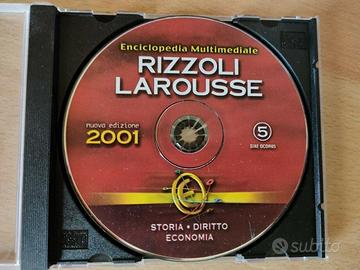 Enciclopedia Multimediale
RIZZOLI
LAROUSSE
nuova edizione
2001
5
STORIA • DIRITTO
ECONOMIA
subito